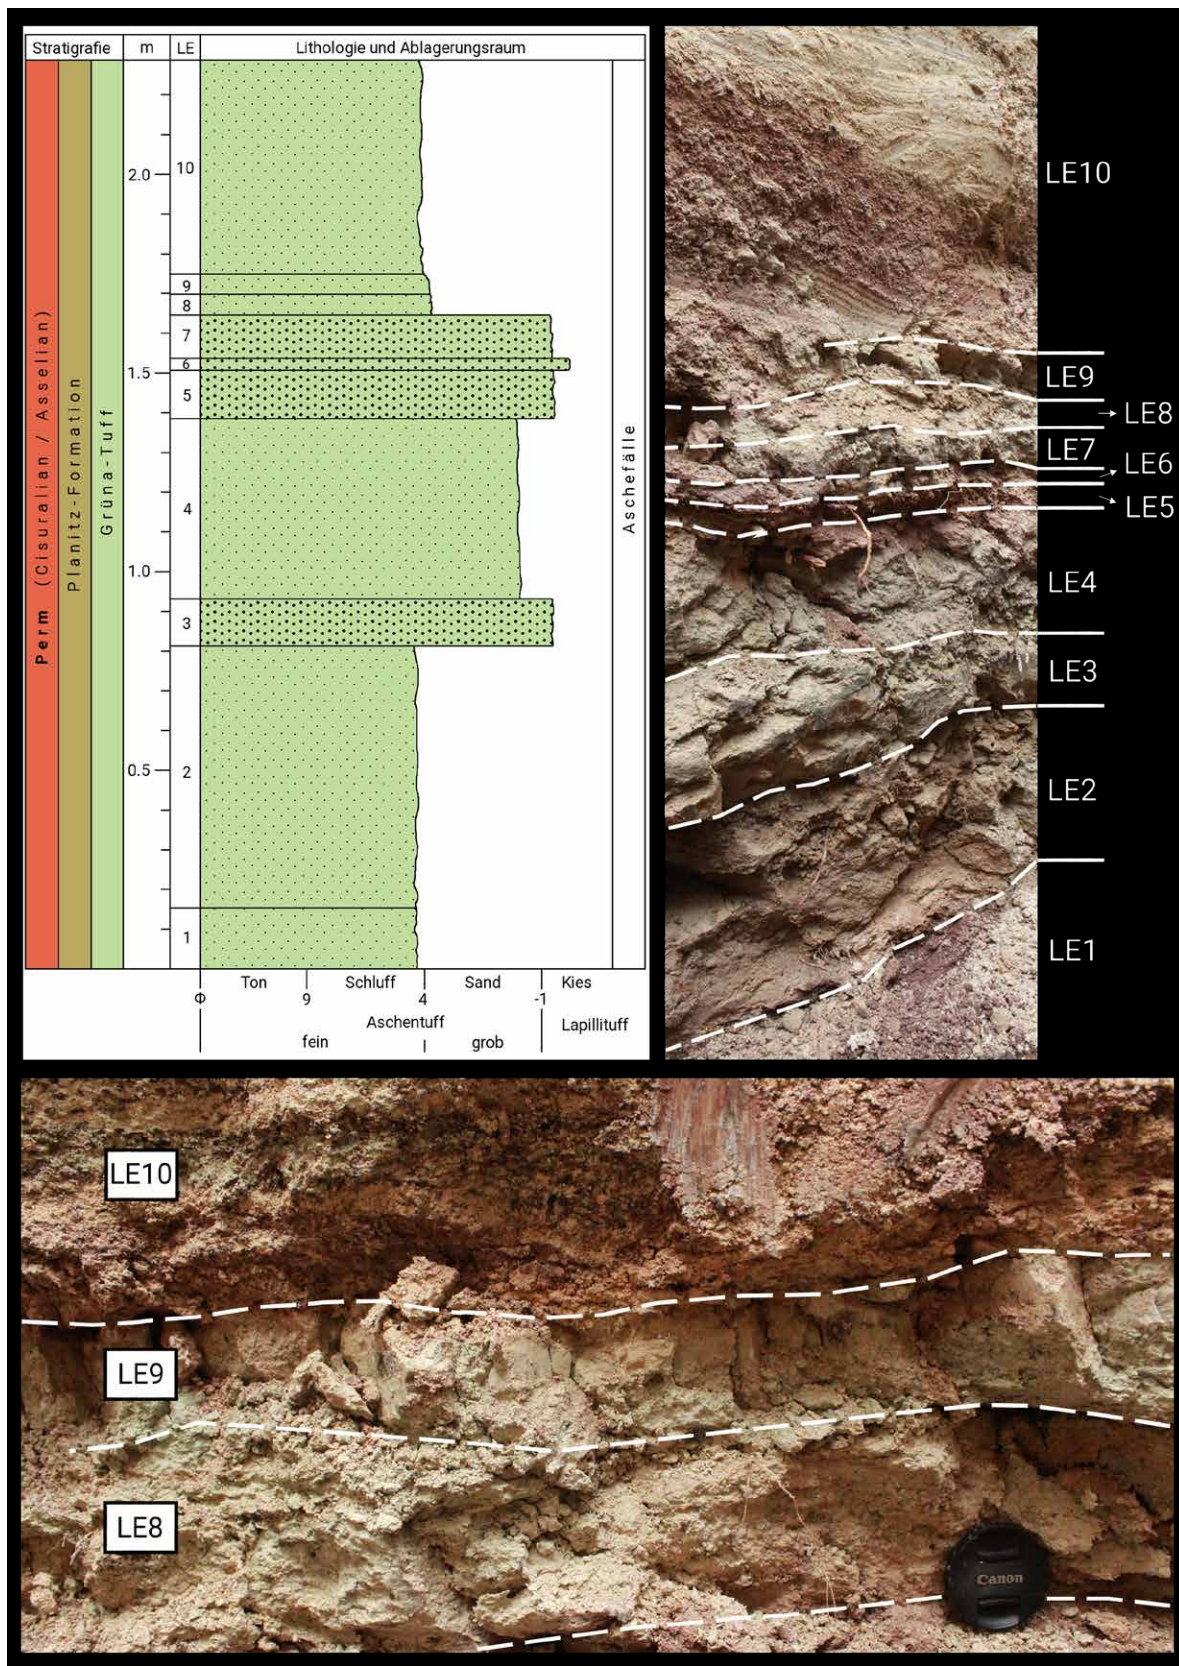 Stratigrafie m LE Lithologie und Ablagerungsraum
Perm (Cisuralian / Asselian)
Planitz-Formation
Grüna-Tuff
2.0
1.5
1.0
0.5
10
9
8
7
6
5
4
3
2
1
Aschefälle
Ton Schluff Sand Kies
Φ 9 4 -1
Aschentuff Lapillituff
fein grob
LE10
LE9
LE8
LE7
LE6
LE5
LE4
LE3
LE2
LE1
LE10
LE9
LE8
Canon